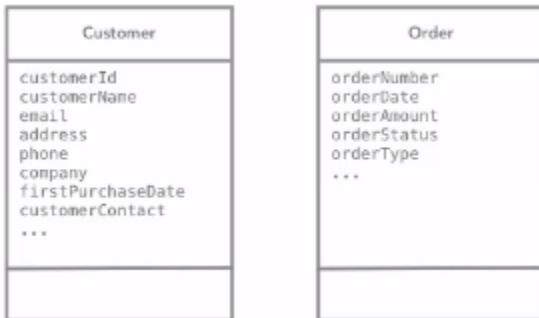 Customer
customerId
customerName
email
address
phone
company
firstPurchaseDate
customerContact
...
Order
orderNumber
orderDate
orderAmount
orderStatus
orderType
...